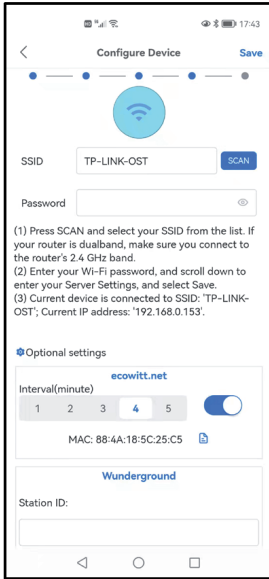 17:43
Configure Device
Save
SSID
TP-LINK-OST
SCAN
Password
(1) Press SCAN and select your SSID from the list. If
your router is dualband, make sure you connect to
the router's 2.4 GHz band.
(2) Enter your Wi-Fi password, and scroll down to
enter your Server Settings, and select Save.
(3) Current device is connected to SSID: 'TP-LINK-
OST'; Current IP address: '192.168.0.153'.
Optional settings
ecowitt.net
Interval(minute)
1 2 3 4 5
MAC: 88:4A:18:5C:25:C5
Wunderground
Station ID: